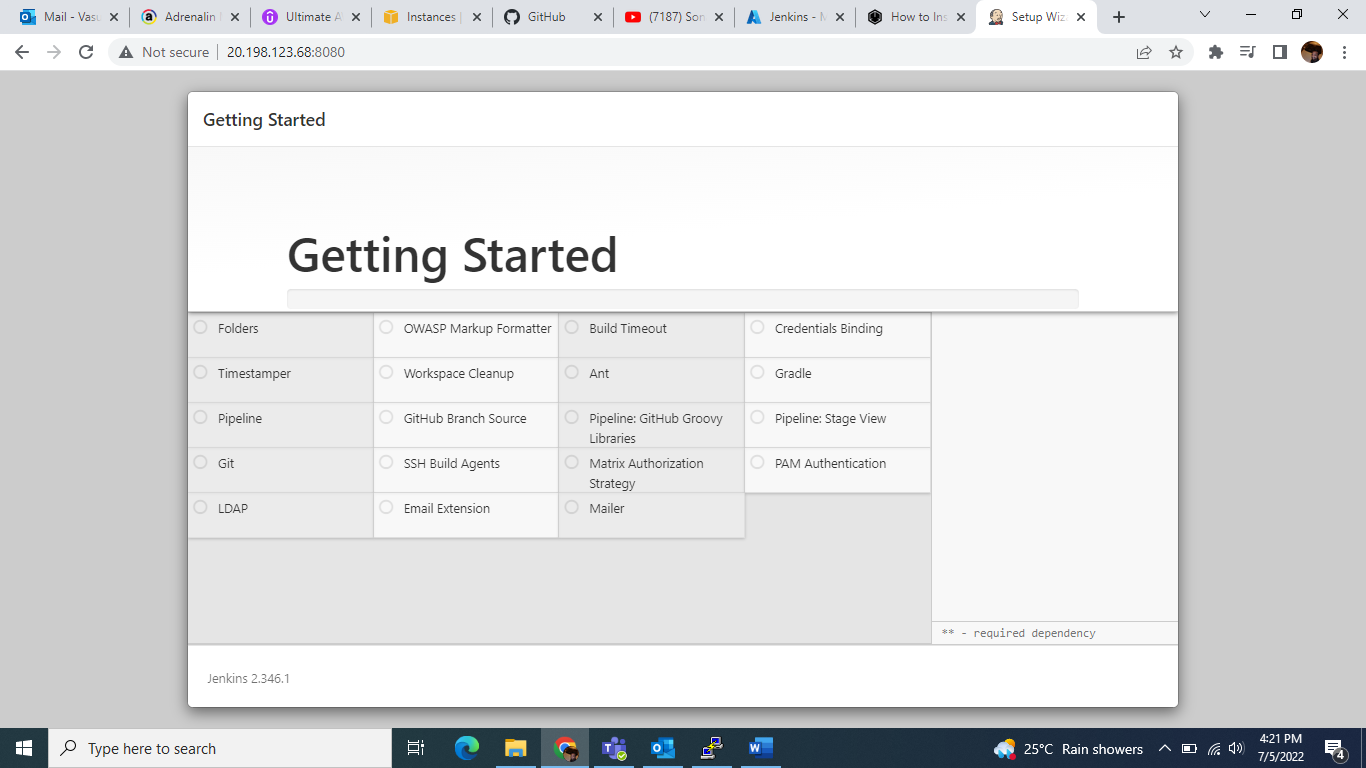 Mail - Vasu
Adrenalin
Ultimate A
Instances |
GitHub
(7187) Son
Jenkins - M
How to Ins
Setup Wiz
Not secure
20.198.123.68:8080
Getting Started
Getting Started
Folders
OWASP Markup Formatter
Build Timeout
Credentials Binding
Timestamper
Workspace Cleanup
Ant
Gradle
Pipeline
GitHub Branch Source
Pipeline: GitHub Groovy
Libraries
Pipeline: Stage View
Git
SSH Build Agents
Matrix Authorization
Strategy
PAM Authentication
LDAP
Email Extension
Mailer
** - required dependency
Jenkins 2.346.1
Type here to search
25°C Rain showers
4:21 PM
7/5/2022
4